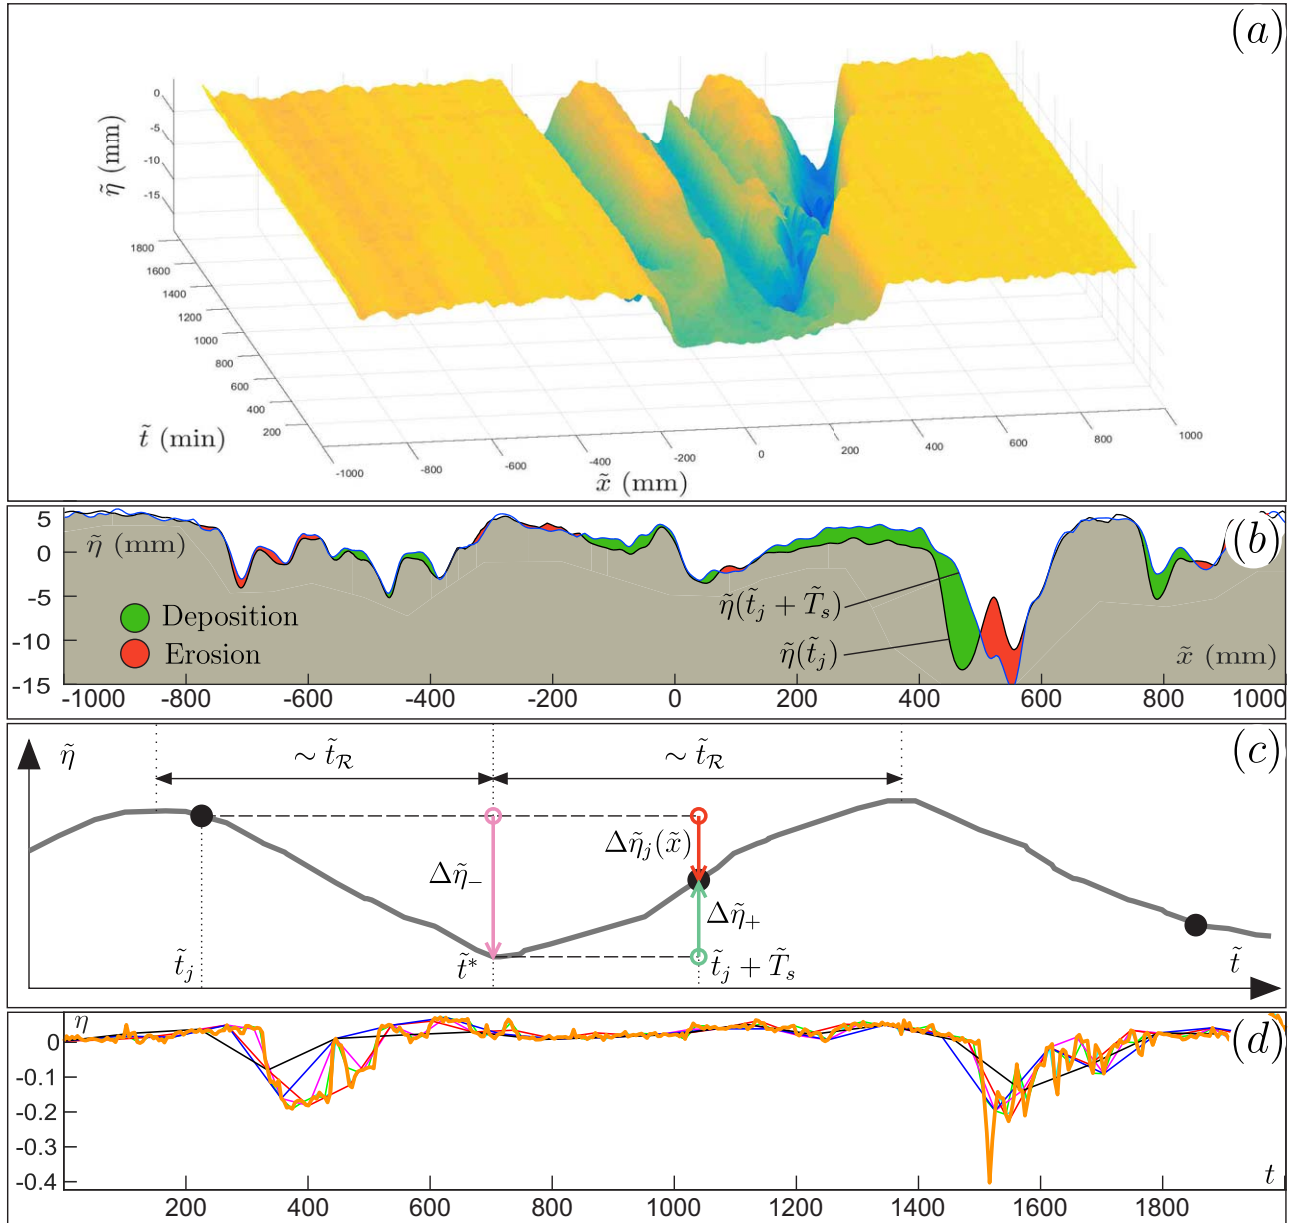 (a)
0
-5
-10
-15
η̃ (mm)
1800
1600
1400
1200
1000
800
600
400
200
t̃ (min)
-1000
-800
-600
-400
-200
0
200
400
600
800
1000
x̃ (mm)
(b)
5
0
-5
-10
-15
η̃ (mm)
Deposition
Erosion
η̃(t̃j + T̃s)
η̃(t̃j)
x̃ (mm)
-1000 -800 -600 -400 -200 0 200 400 600 800 1000
(c)
η̃
∼ t̃R ∼ t̃R
Δη̃j(x̃)
Δη̃−
Δη̃+
t̃j t̃* t̃j + T̃s t̃
(d)
η
0
-0.1
-0.2
-0.3
-0.4
t
200 400 600 800 1000 1200 1400 1600 1800